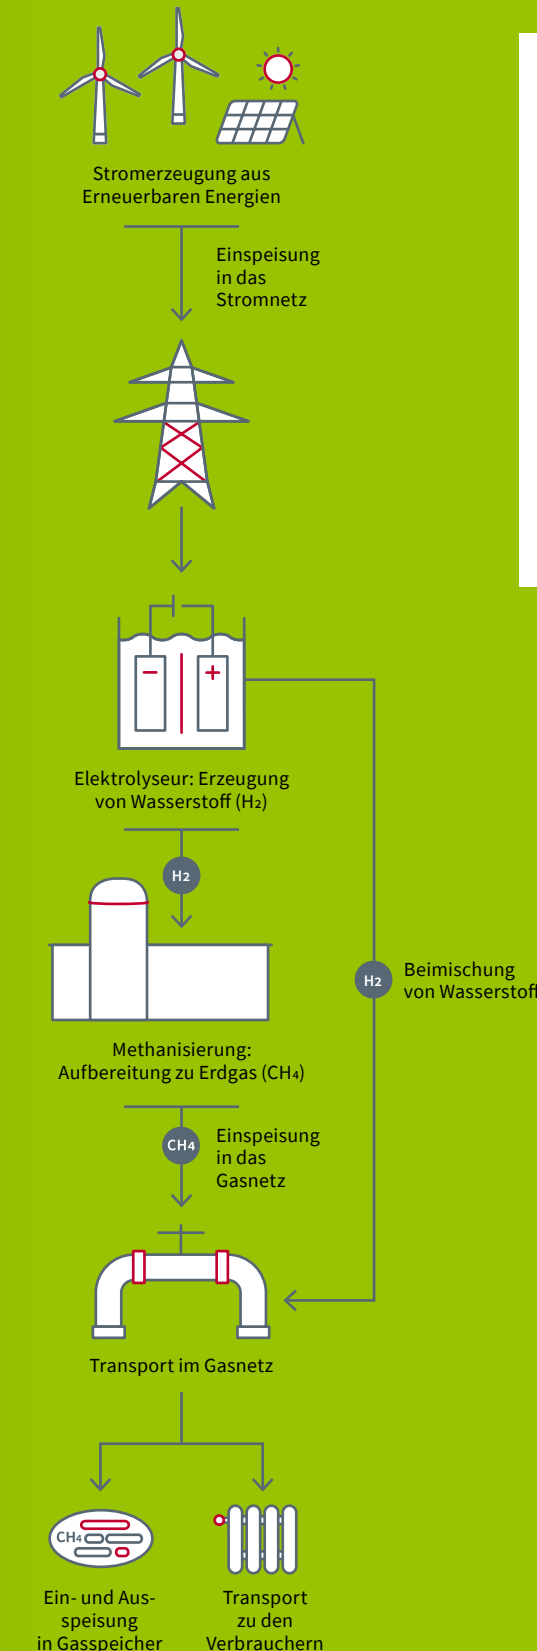 Stromerzeugung aus
Erneuerbaren Energien
Einspeisung
in das
Stromnetz
− +
Elektrolyseur: Erzeugung
von Wasserstoff (H₂)
H2
H2
Beimischung
von Wasserstoff
Methanisierung:
Aufbereitung zu Erdgas (CH₄)
CH4
Einspeisung
in das
Gasnetz
Transport im Gasnetz
CH₄
Ein- und Aus-
speisung
in Gasspeicher
Transport
zu den
Verbrauchern